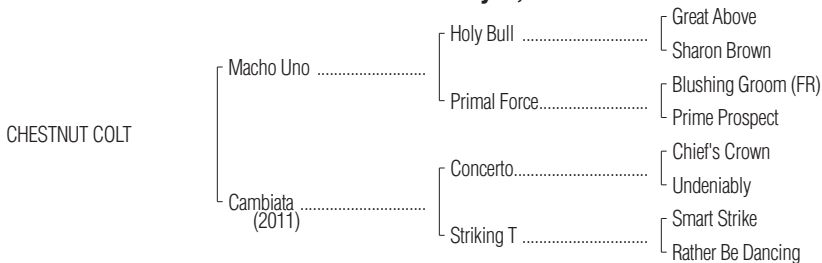 Great Above
Holy Bull ......................................
Sharon Brown
Macho Uno ................................
Blushing Groom (FR)
Primal Force.................................
Prime Prospect
CHESTNUT COLT
Chief's Crown
Concerto........................................
Undeniably
Cambiata .....................................
(2011)
Smart Strike
Striking T ......................................
Rather Be Dancing